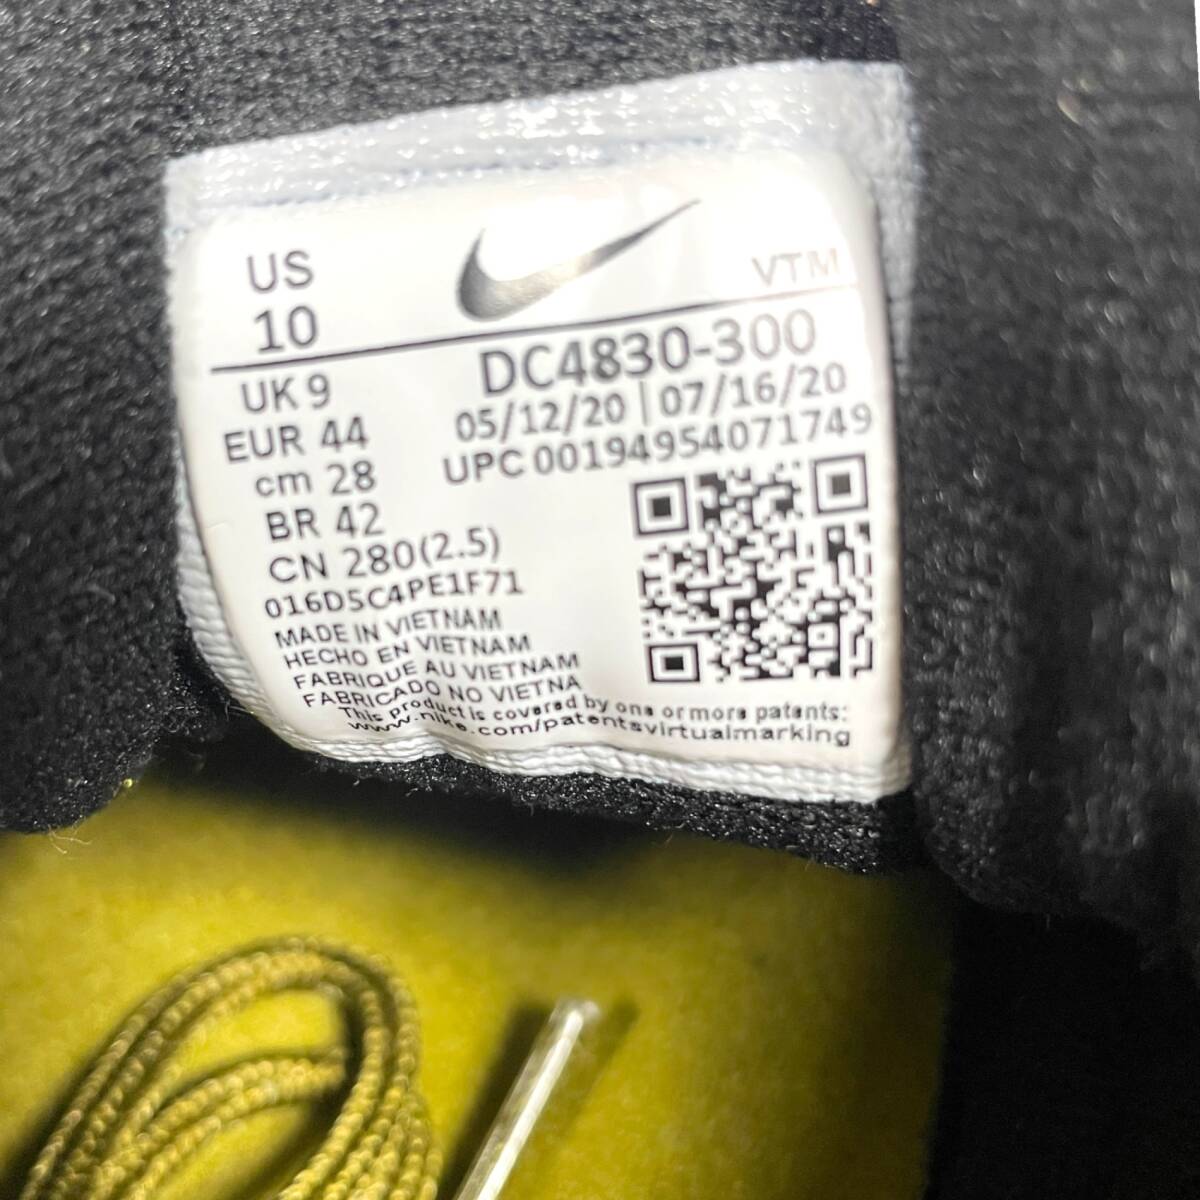 US
10
VTM
UK 9
DC4830-300
EUR 44
05/12/20 | 07/16/20
cm 28
UPC 00194954071749
BR 42
CN 280(2.5)
016D5C4PE1F71
MADE IN VIETNAM
HECHO EN VIETNAM
FABRIQUE AU VIETNAM
FABRICADO NO VIETNA
This product is covered by one or more patents:
www.nike.com/patentsvirtualmarking